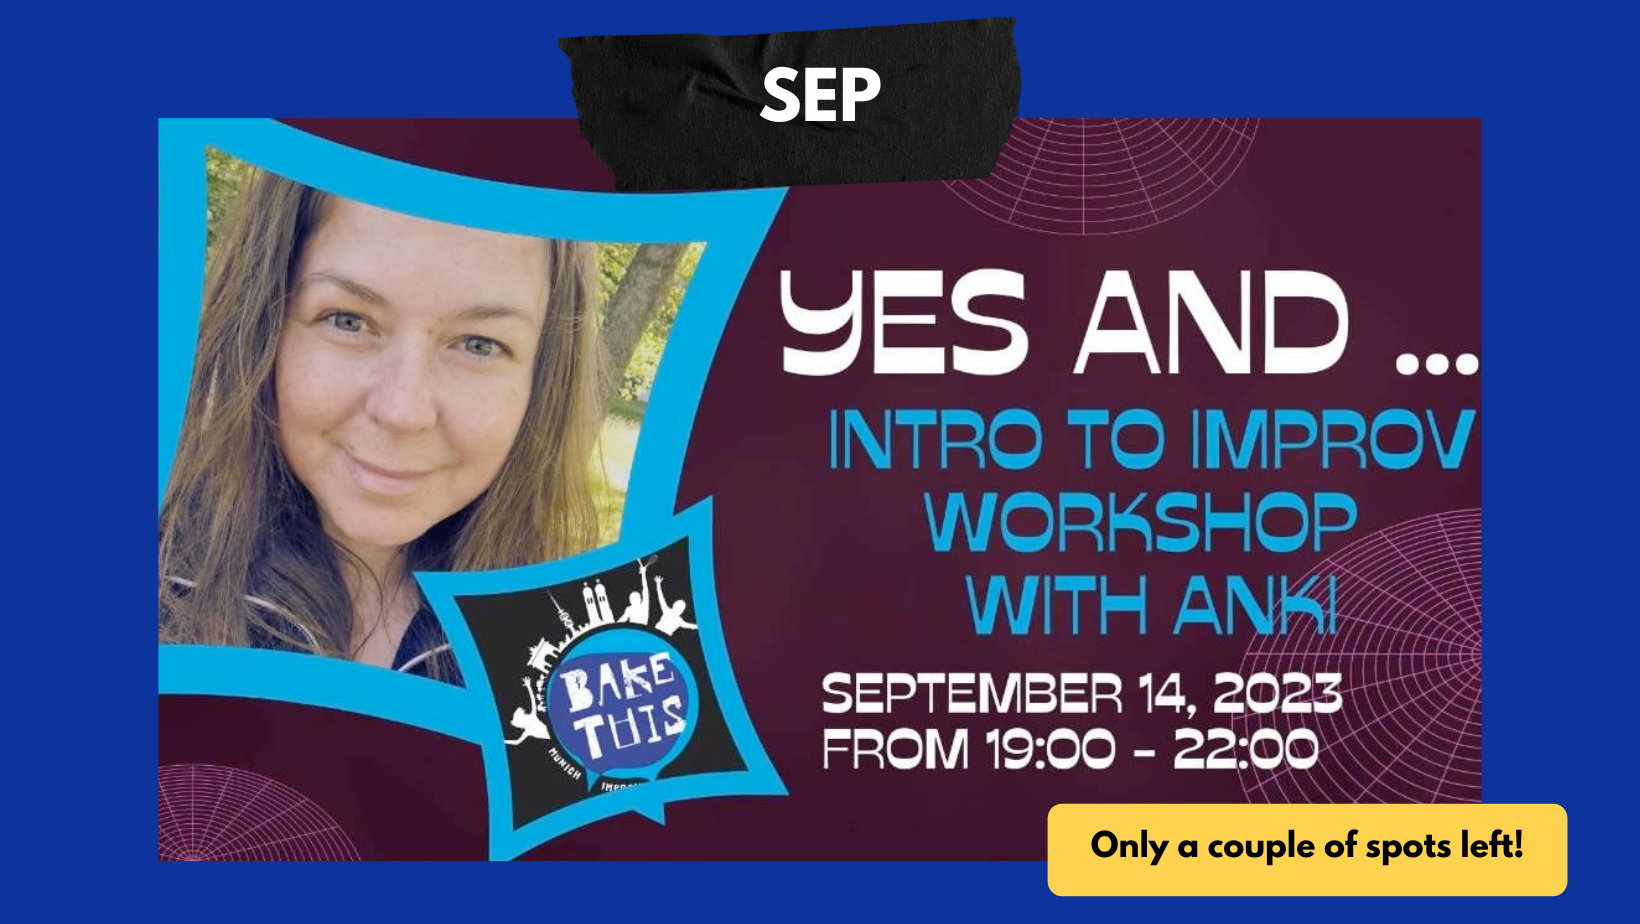 SEP
YES AND ...
INTRO TO IMPROV
WORKSHOP
WITH ANKI
SEPTEMBER 14, 2023
FROM 19:00 - 22:00
BAKE
THIS
MUNICH
Only a couple of spots left!